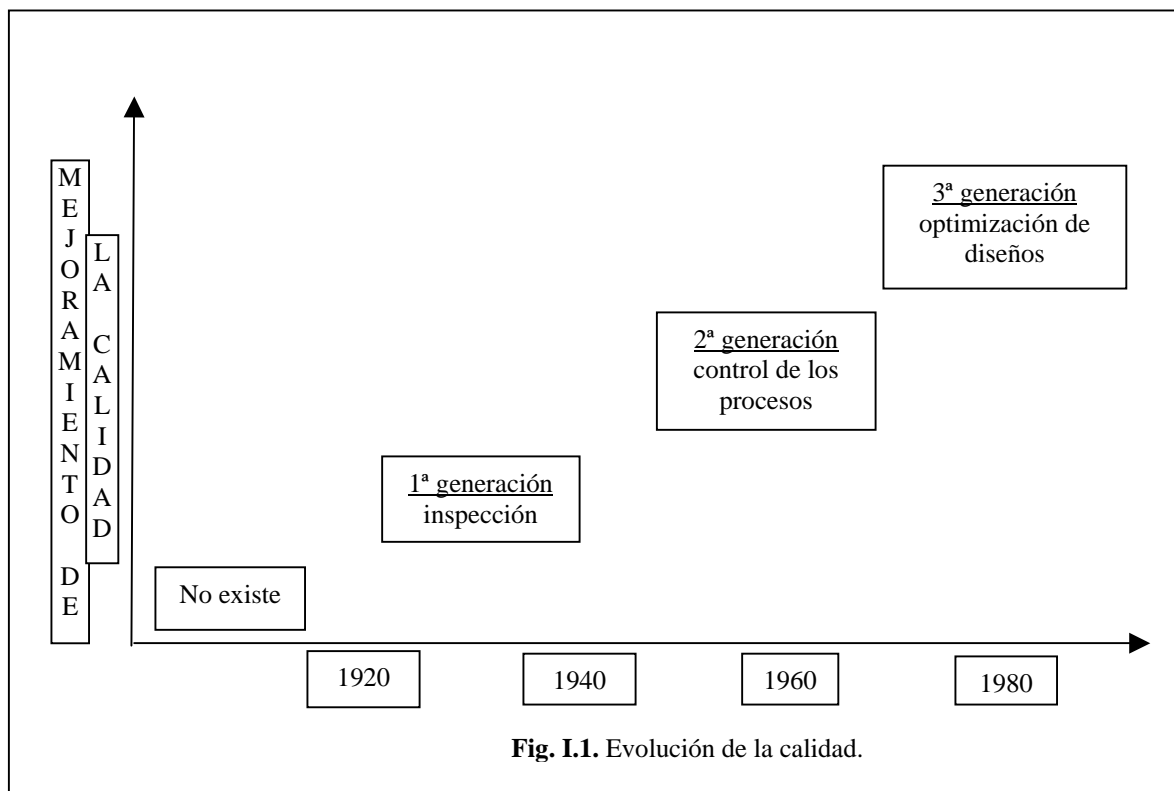 MEJORAMIENTO DE
LA CALIDAD
3ª generación
optimización de
diseños
2ª generación
control de los
procesos
1ª generación
inspección
No existe
1920
1940
1960
1980
Fig. I.1. Evolución de la calidad.